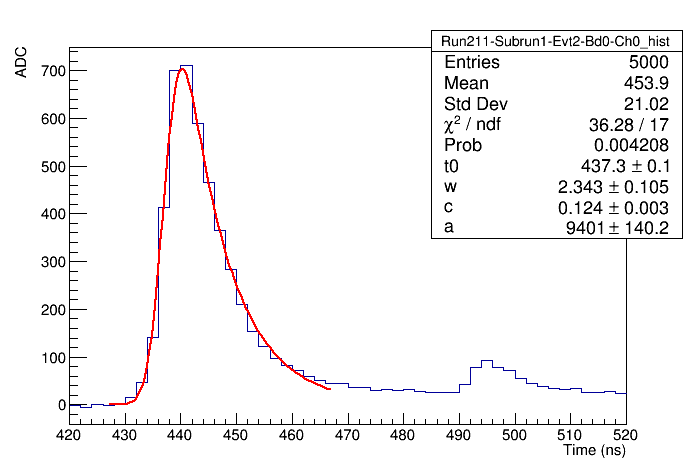 Run211-Subrun1-Evt2-Bd0-Ch0_hist
Entries 5000
Mean 453.9
Std Dev 21.02
χ² / ndf 36.28 / 17
Prob 0.004208
t0 437.3 ± 0.1
w 2.343 ± 0.105
c 0.124 ± 0.003
a 9401 ± 140.2
ADC
700
600
500
400
300
200
100
0
420 430 440 450 460 470 480 490 500 510 520
Time (ns)